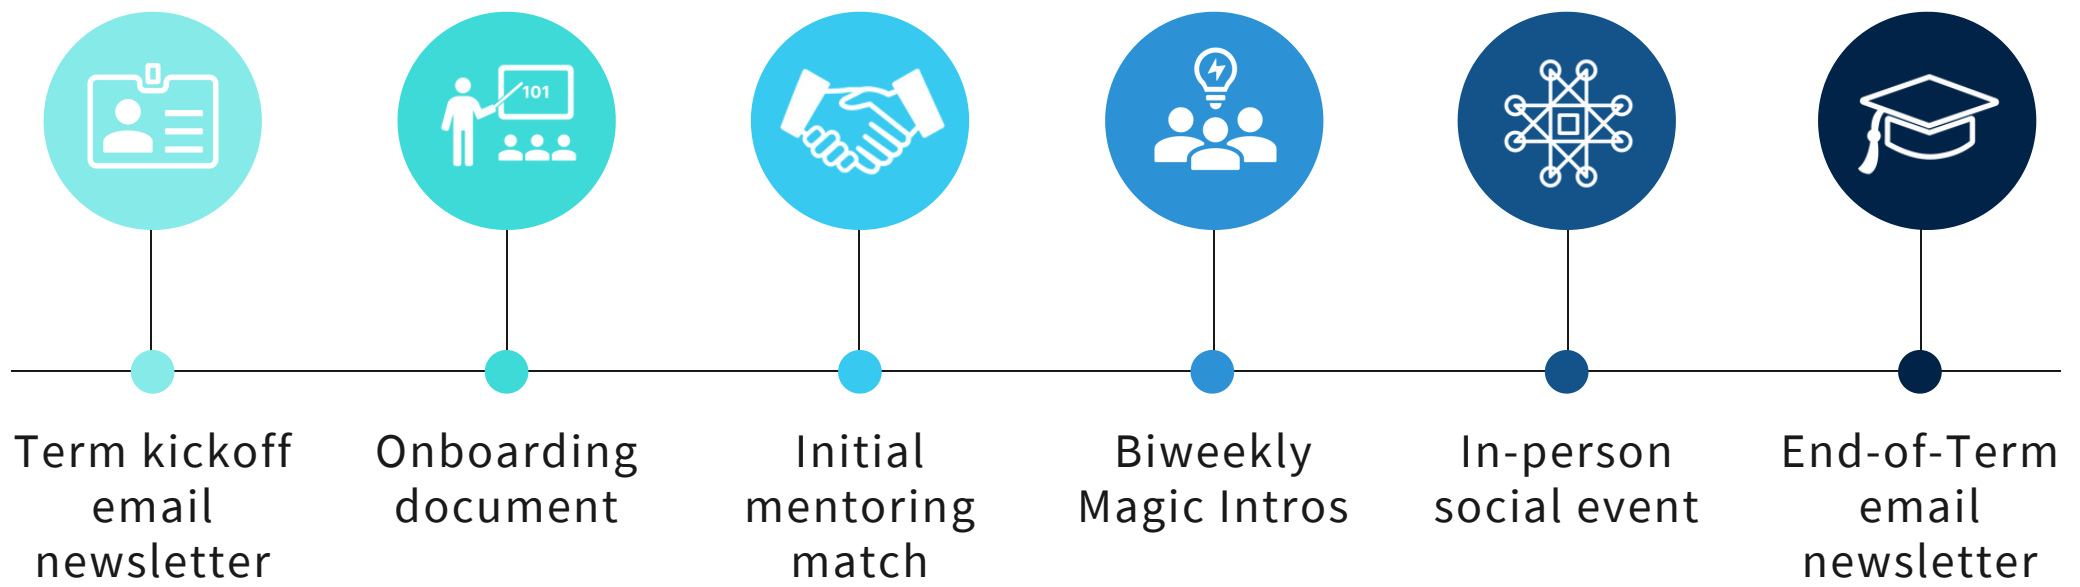 101
Term kickoff
email
newsletter
Onboarding
document
Initial
mentoring
match
Biweekly
Magic Intros
In-person
social event
End-of-Term
email
newsletter